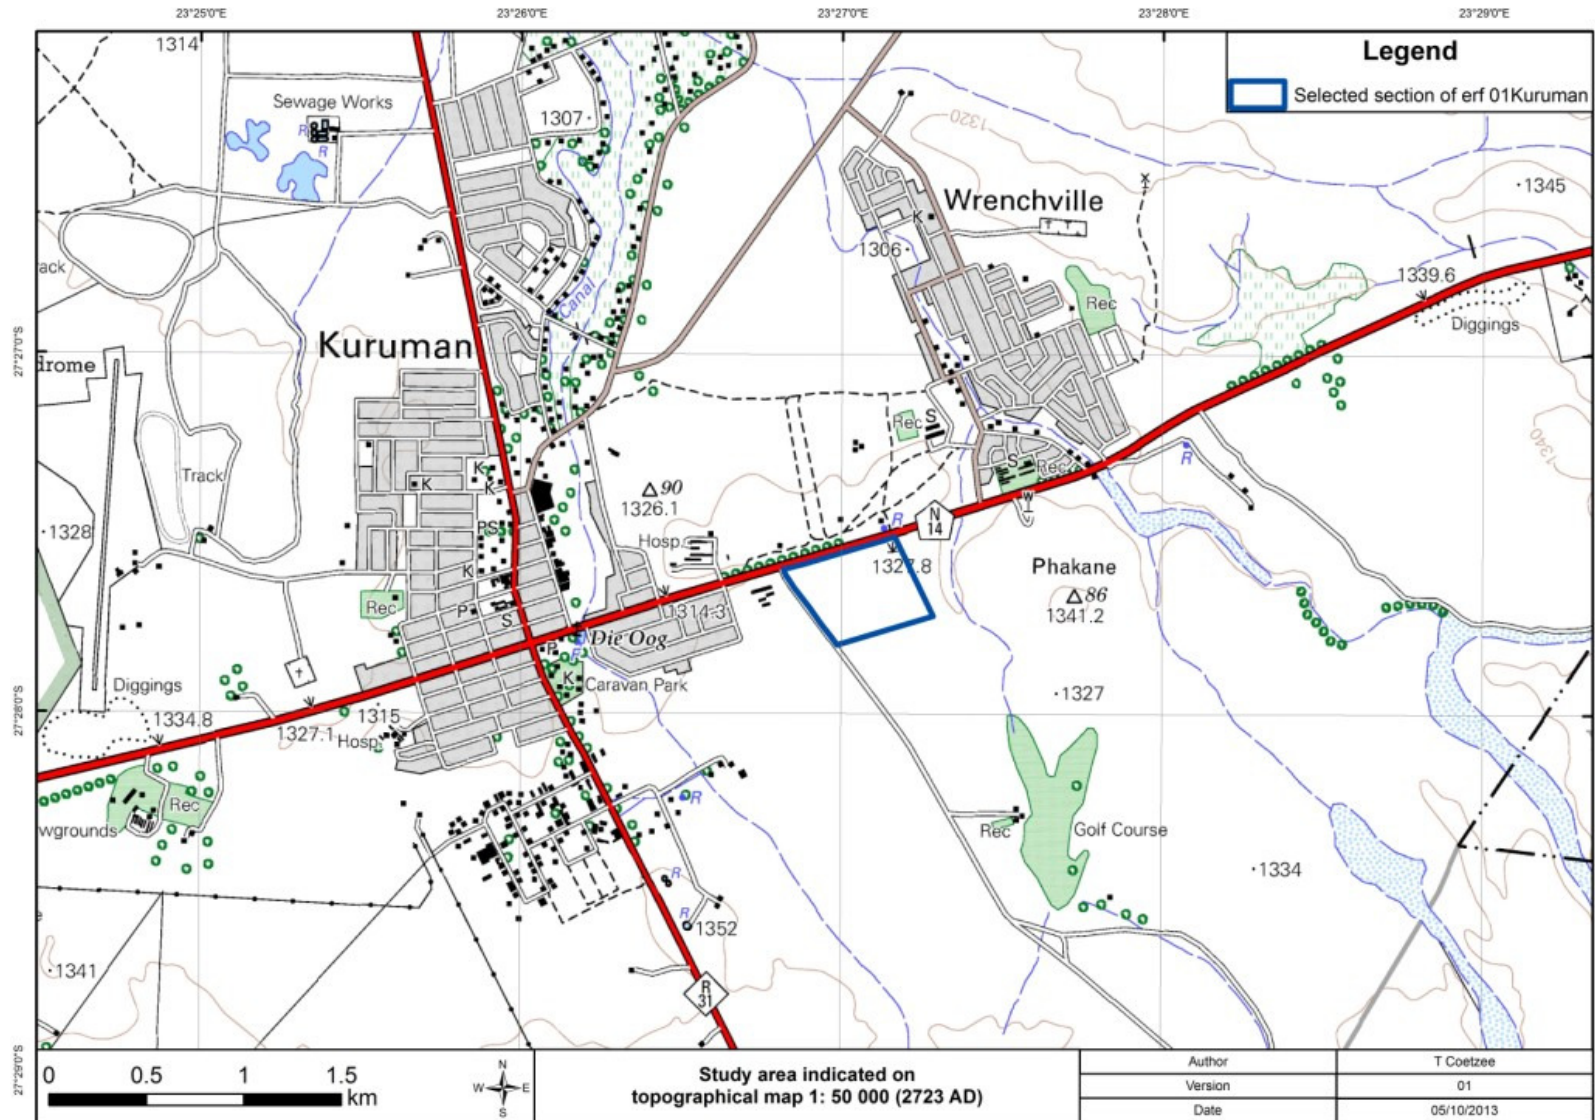 23°25'0"E
23°26'0"E
23°27'0"E
23°28'0"E
23°29'0"E
Legend
Selected section of erf 01Kuruman
1314
Sewage Works
R
R
1307
Canal
1320
1345
Wrenchville
K
1306
1339.6
Diggings
Rec
ack
27°27'0"S
Kuruman
drome
Track
1328
K
K
K
PS
K
P
S
Rec
90
1326.1
Hosp.
Rec
S
S
Rec
R
W
R
N
14
1327.8
Phakane
86
1341.2
1340
1314.3
Die Oog
P
F
K
Caravan Park
Diggings
1334.8
1327.1
1315
Hosp.
27°28'0"S
1327
Rec
wgrounds
R
R
R
1352
Rec
Golf Course
1334
1341
R
31
27°29'0"S
0 0.5 1 1.5
km
N
W E
S
Study area indicated on
topographical map 1: 50 000 (2723 AD)
Author T Coetzee
Version 01
Date 05/10/2013